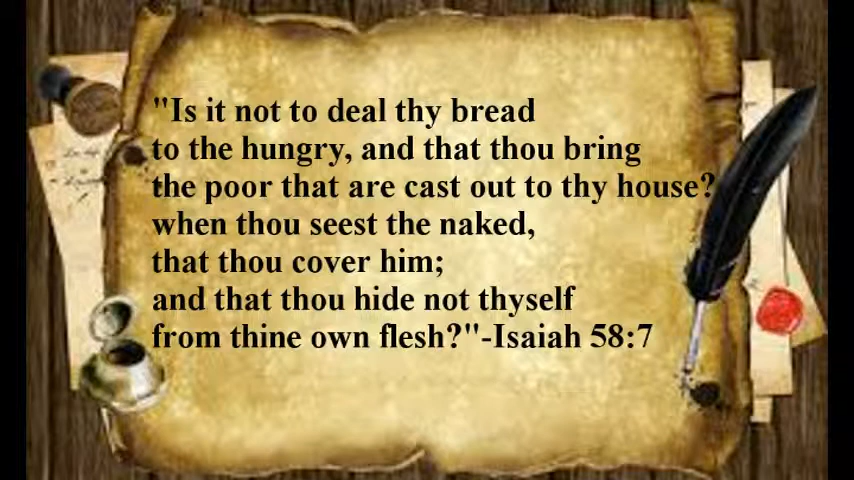 "Is it not to deal thy bread
to the hungry, and that thou bring
the poor that are cast out to thy house?
when thou seest the naked,
that thou cover him;
and that thou hide not thyself
from thine own flesh?"-Isaiah 58:7